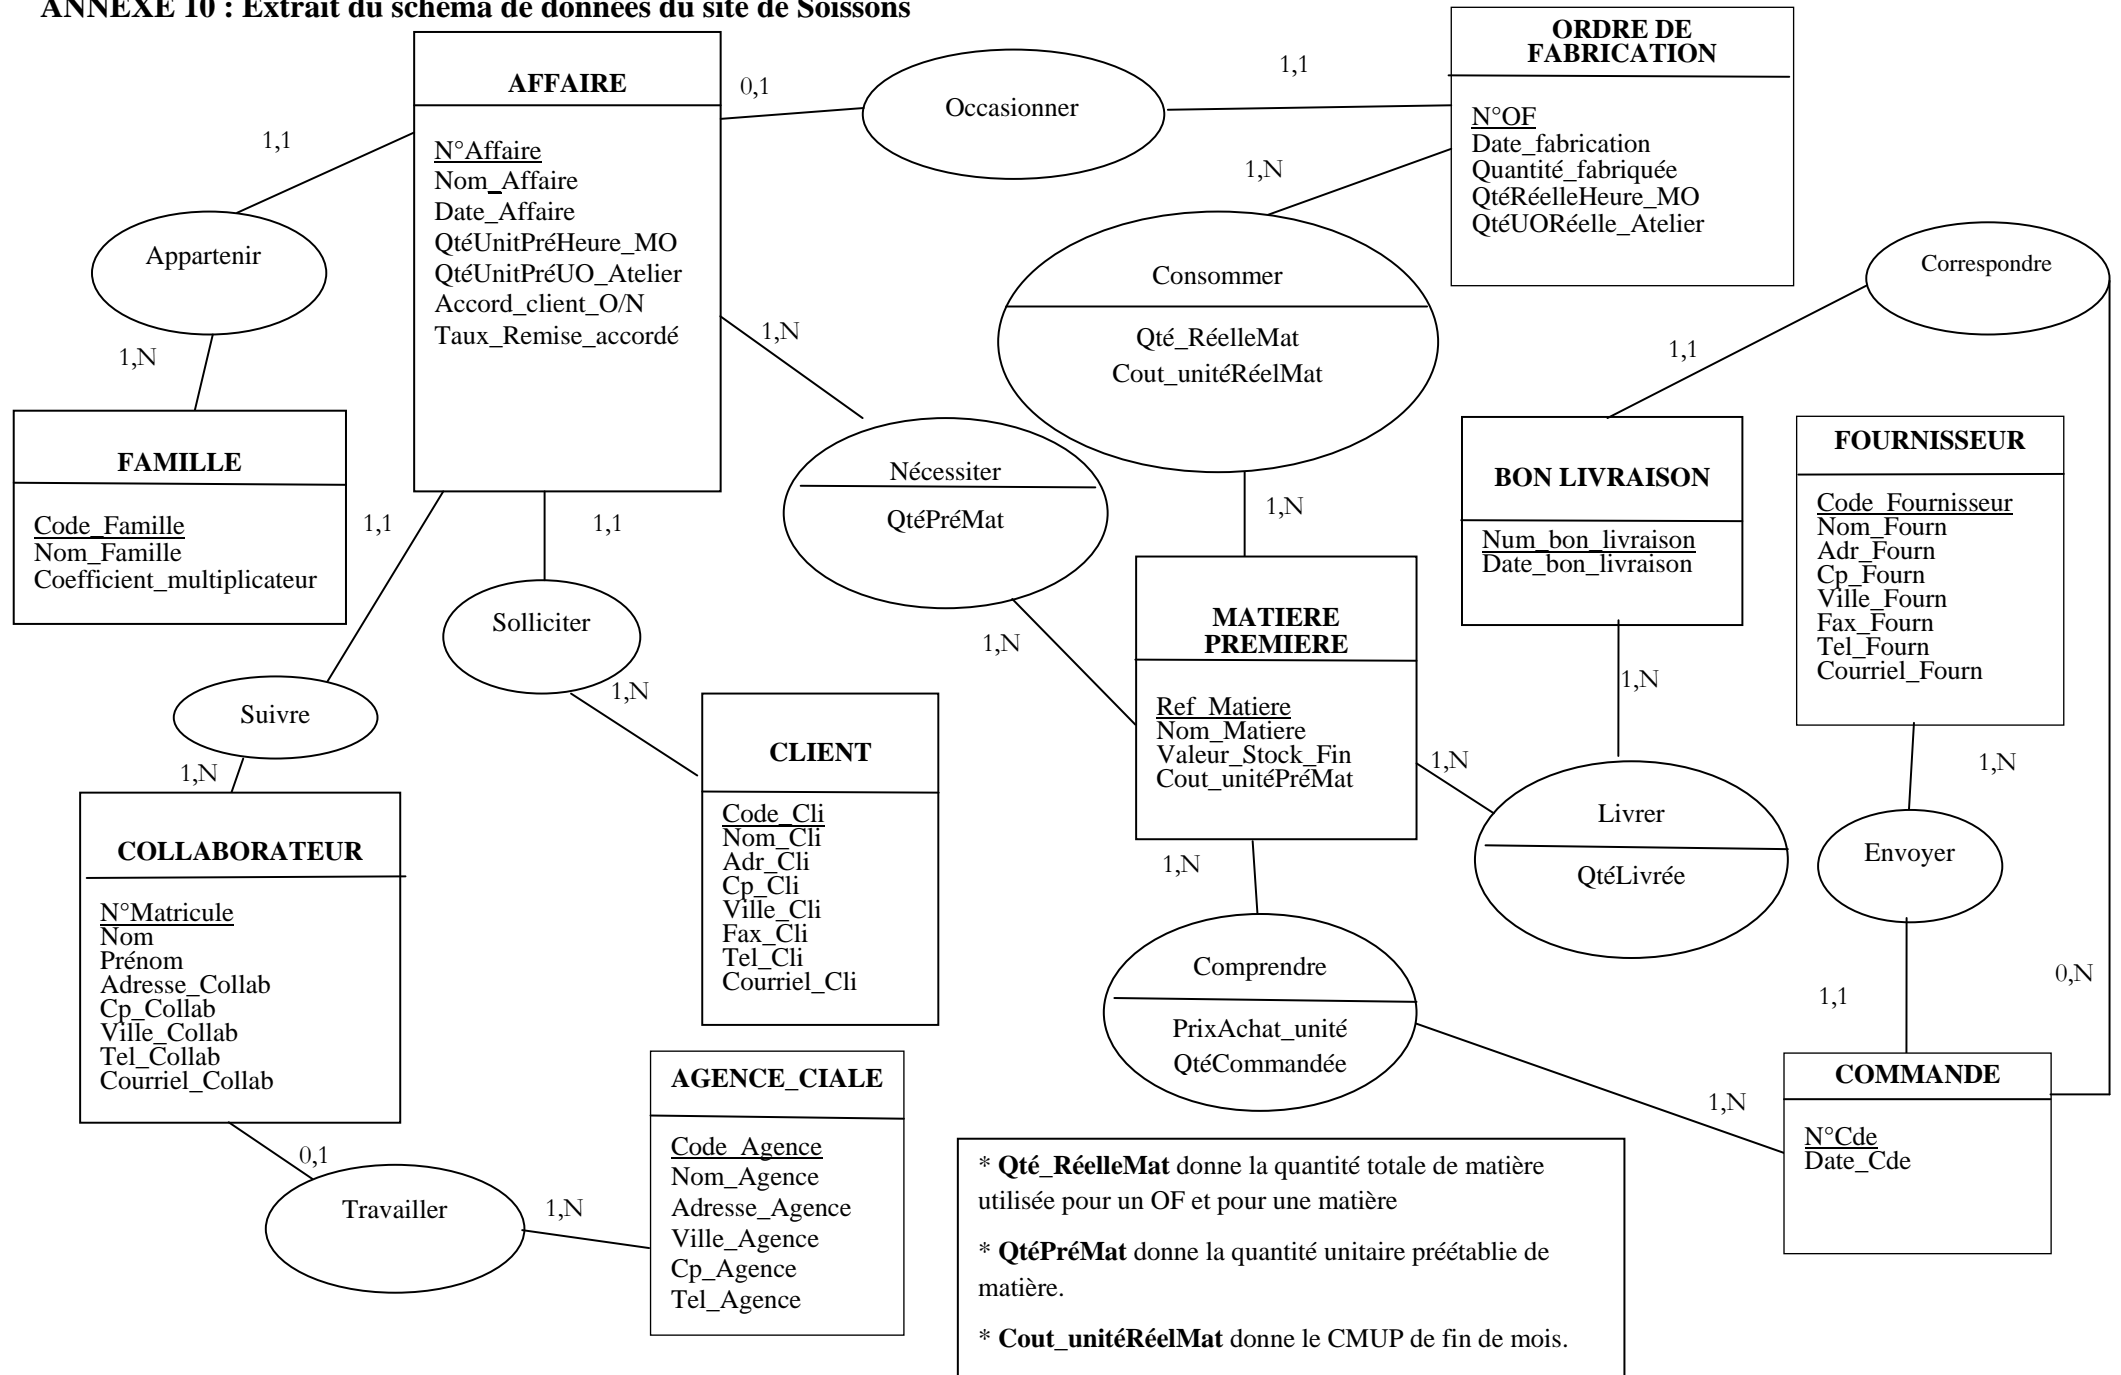 ANNEXE 10 : Extrait du schéma de données du site de Soissons
AFFAIRE
N°Affaire
Nom_Affaire
Date_Affaire
QtéUnitPréHeure_MO
QtéUnitPréUO_Atelier
Accord_client_O/N
Taux_Remise_accordé
0,1
Occasionner
1,1
ORDRE DE
FABRICATION
N°OF
Date_fabrication
Quantité_fabriquée
QtéRéelleHeure_MO
QtéUORéelle_Atelier
1,1
Appartenir
1,N
FAMILLE
Code_Famille
Nom_Famille
Coefficient_multiplicateur
1,N
Consommer
Qté_RéelleMat
Cout_unitéRéelMat
1,N
1,N
Nécessiter
QtéPréMat
1,N
Correspondre
1,1
0,N
BON LIVRAISON
Num_bon_livraison
Date_bon_livraison
1,N
FOURNISSEUR
Code_Fournisseur
Nom_Fourn
Adr_Fourn
Cp_Fourn
Ville_Fourn
Fax_Fourn
Tel_Fourn
Courriel_Fourn
1,N
Envoyer
1,1
1,1
Suivre
1,N
1,1
Solliciter
1,N
CLIENT
Code_Cli
Nom_Cli
Adr_Cli
Cp_Cli
Ville_Cli
Fax_Cli
Tel_Cli
Courriel_Cli
MATIERE
PREMIERE
Ref_Matiere
Nom_Matiere
Valeur_Stock_Fin
Cout_unitéPréMat
1,N
Livrer
QtéLivrée
1,N
Comprendre
PrixAchat_unité
QtéCommandée
1,N
COMMANDE
N°Cde
Date_Cde
COLLABORATEUR
N°Matricule
Nom
Prénom
Adresse_Collab
Cp_Collab
Ville_Collab
Tel_Collab
Courriel_Collab
0,1
Travailler
1,N
AGENCE_CIALE
Code_Agence
Nom_Agence
Adresse_Agence
Ville_Agence
Cp_Agence
Tel_Agence
* Qté_RéelleMat donne la quantité totale de matière
utilisée pour un OF et pour une matière
* QtéPréMat donne la quantité unitaire préétablie de
matière.
* Cout_unitéRéelMat donne le CMUP de fin de mois.